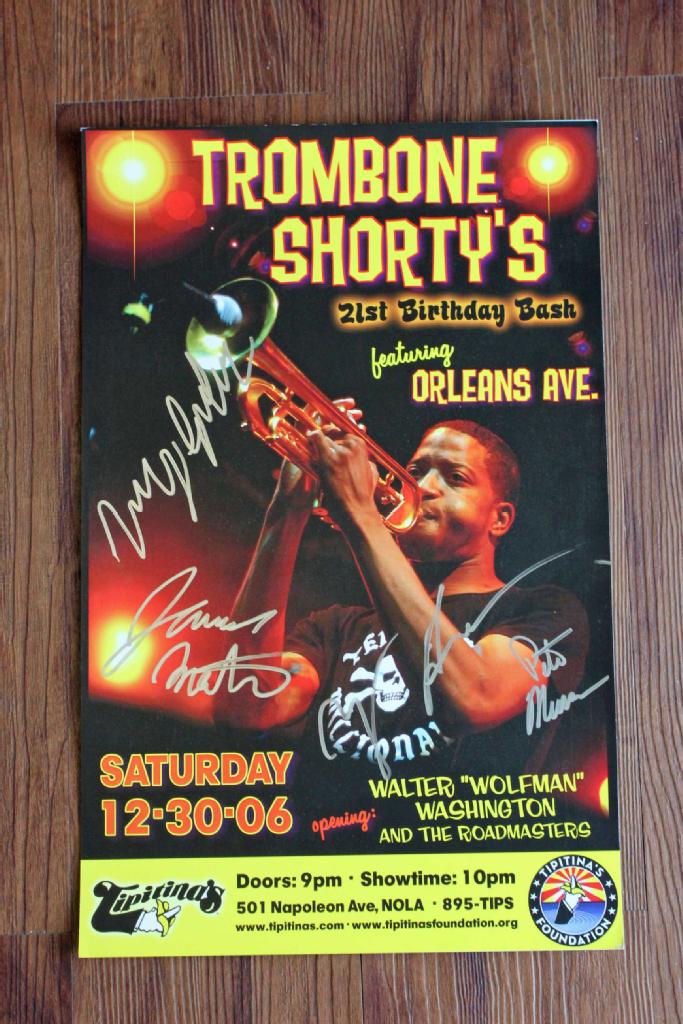 TROMBONE
SHORTY'S
21st Birthday Bash
featuring
ORLEANS AVE.
SATURDAY
12·30·06
opening:
WALTER "WOLFMAN"
WASHINGTON
AND THE ROADMASTERS
Tipitina's
Doors: 9pm · Showtime: 10pm
501 Napoleon Ave, NOLA · 895-TIPS
www.tipitinas.com · www.tipitinasfoundation.org
TIPITINA'S
FOUNDATION